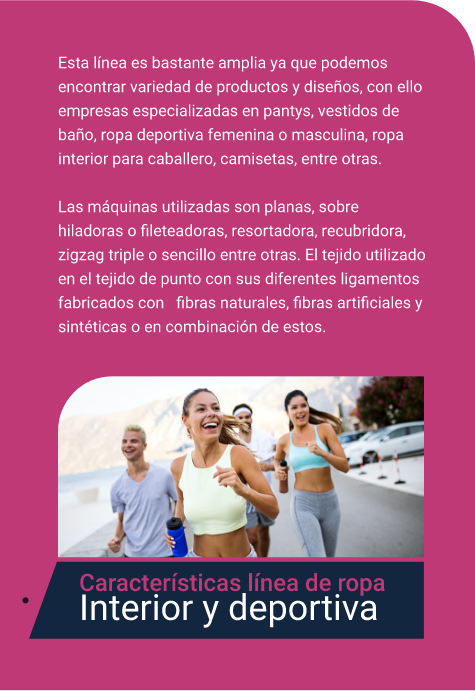 Esta línea es bastante amplia ya que podemos
encontrar variedad de productos y diseños, con ello
empresas especializadas en pantys, vestidos de
baño, ropa deportiva femenina o masculina, ropa
interior para caballero, camisetas, entre otras.
Las máquinas utilizadas son planas, sobre
hiladoras o fileteadoras, resortadora, recubridora,
zigzag triple o sencillo entre otras. El tejido utilizado
en el tejido de punto con sus diferentes ligamentos
fabricados con fibras naturales, fibras artificiales y
sintéticas o en combinación de estos.
Características línea de ropa
Interior y deportiva